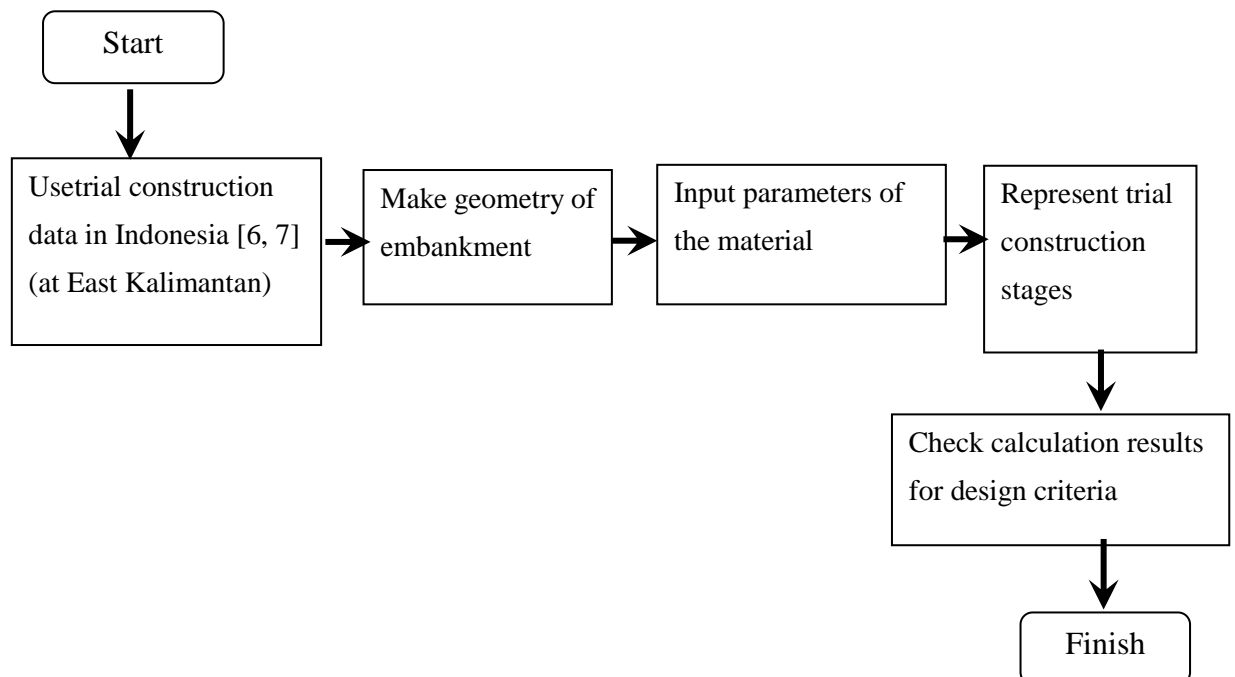 Start
Usetrial construction
data in Indonesia [6, 7]
(at East Kalimantan)
Make geometry of
embankment
Input parameters of
the material
Represent trial
construction
stages
Check calculation results
for design criteria
Finish